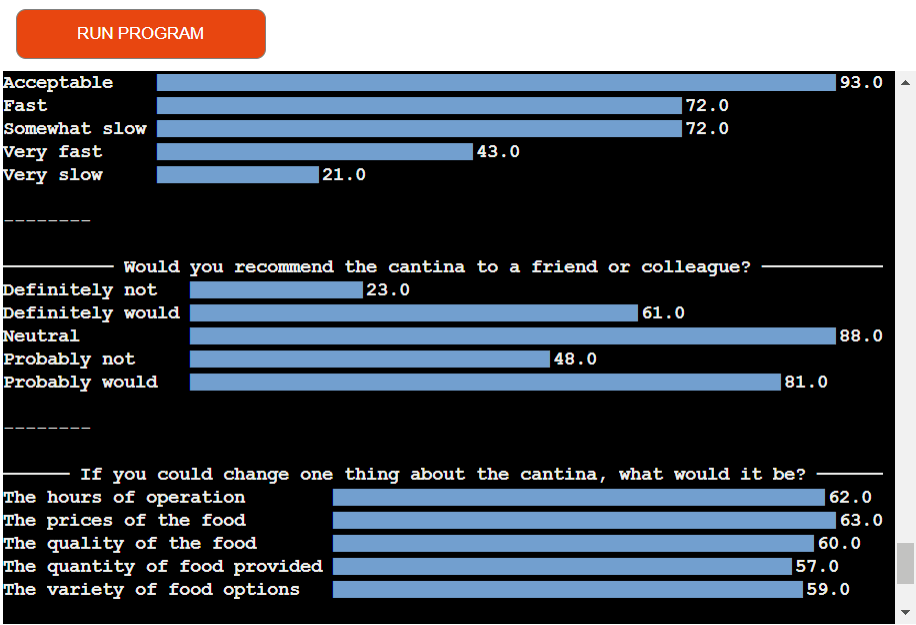 RUN PROGRAM
Acceptable 93.0
Fast 72.0
Somewhat slow 72.0
Very fast 43.0
Very slow 21.0
--------
Would you recommend the cantina to a friend or colleague?
Definitely not 23.0
Definitely would 61.0
Neutral 88.0
Probably not 48.0
Probably would 81.0
--------
If you could change one thing about the cantina, what would it be?
The hours of operation 62.0
The prices of the food 63.0
The quality of the food 60.0
The quantity of food provided 57.0
The variety of food options 59.0